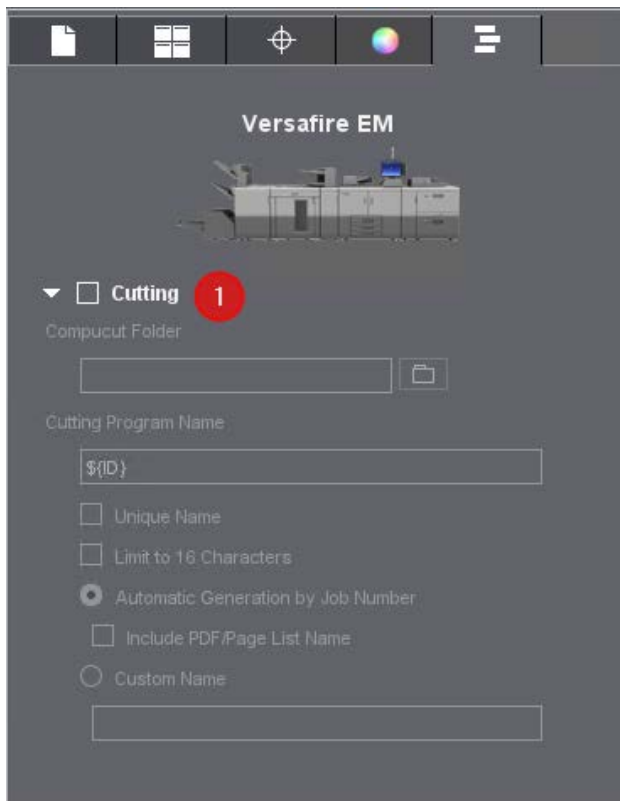 Versafire EM
Cutting 1
Compucut Folder
Cutting Program Name
${ID}
Unique Name
Limit to 16 Characters
Automatic Generation by Job Number
Include PDF/Page List Name
Custom Name